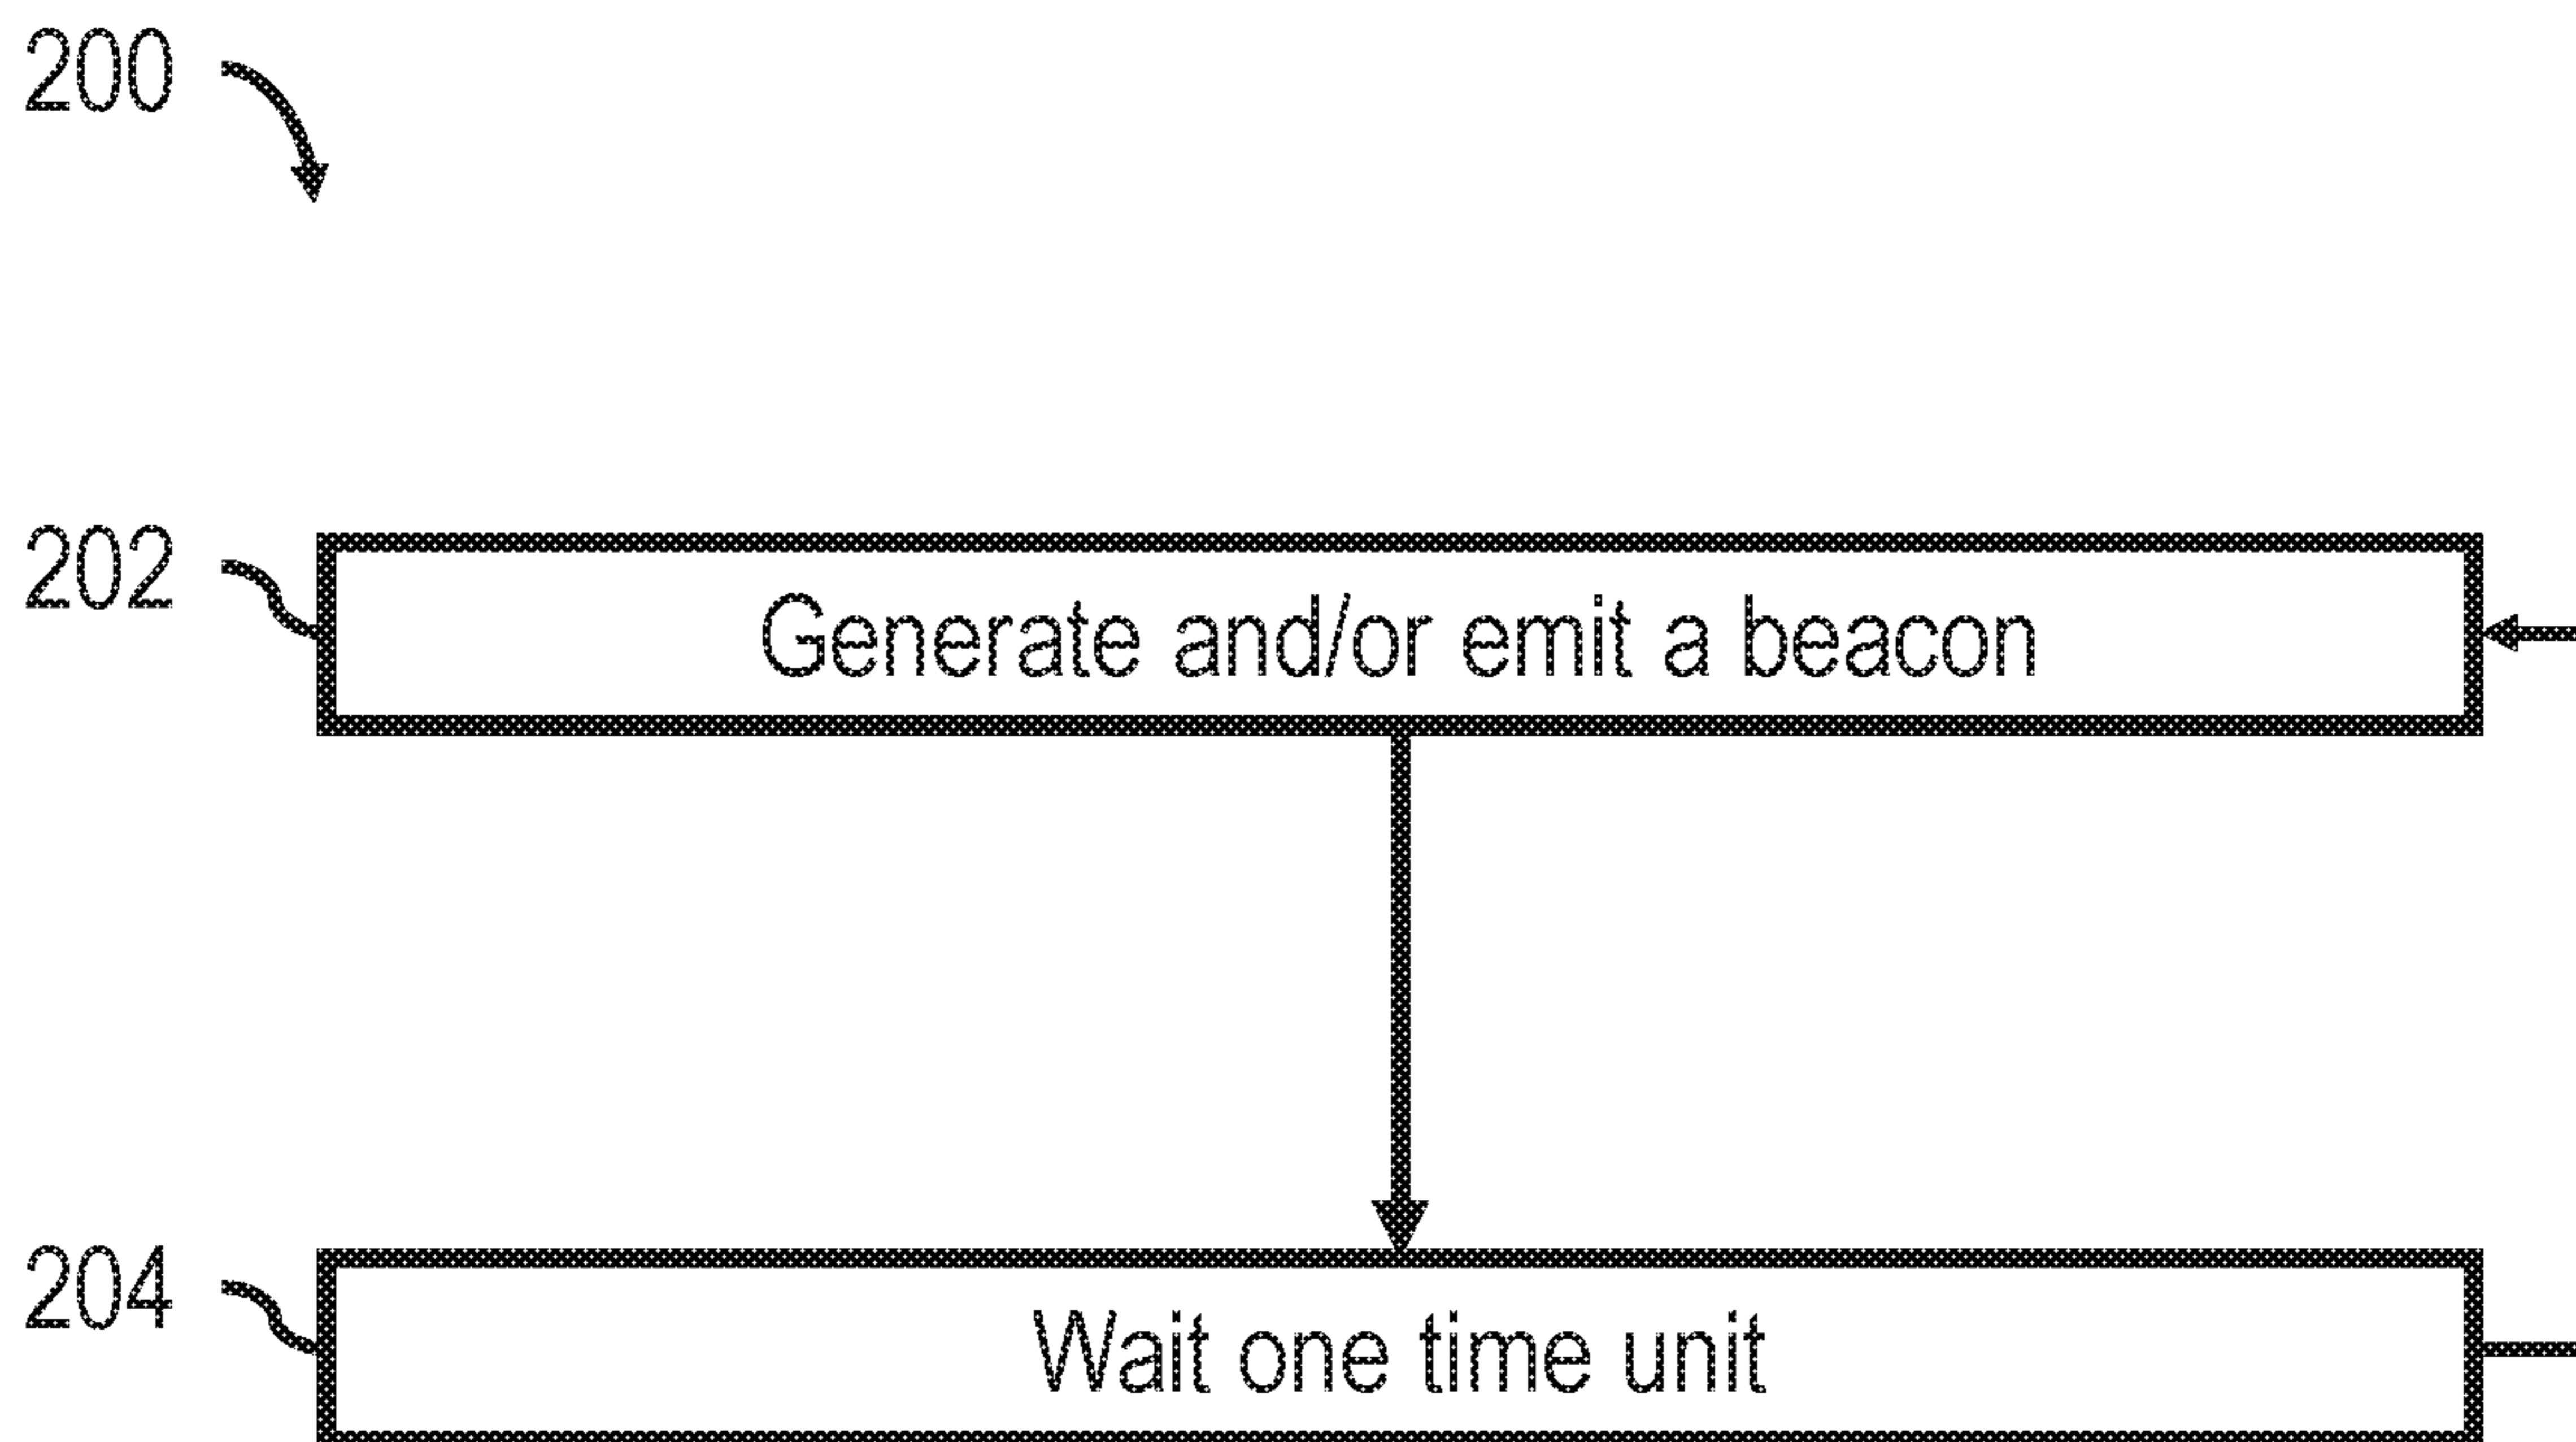 200
202
Generate and/or emit a beacon
204
Wait one time unit